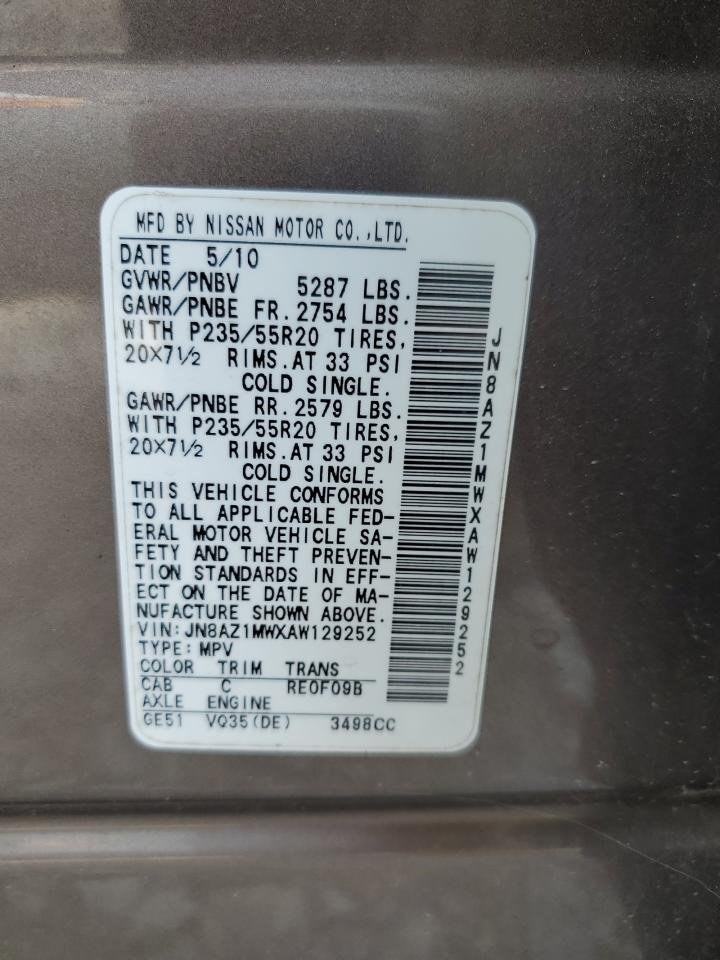 MFD BY NISSAN MOTOR CO.,LTD.
DATE 5/10
GVWR/PNBV 5287 LBS.
GAWR/PNBE FR.2754 LBS.
WITH P235/55R20 TIRES,
20X7½ RIMS.AT 33 PSI
COLD SINGLE.
GAWR/PNBE RR.2579 LBS.
WITH P235/55R20 TIRES,
20X7½ RIMS.AT 33 PSI
COLD SINGLE.
THIS VEHICLE CONFORMS
TO ALL APPLICABLE FED-
ERAL MOTOR VEHICLE SA-
FETY AND THEFT PREVEN-
TION STANDARDS IN EFF-
ECT ON THE DATE OF MA-
NUFACTURE SHOWN ABOVE.
VIN:JN8AZ1MWXAW129252
TYPE:MPV
COLOR TRIM TRANS
CAB C RE0F09B
AXLE ENGINE
GE51 VQ35(DE) 3498CC
JN8AZ1MWXAW129252